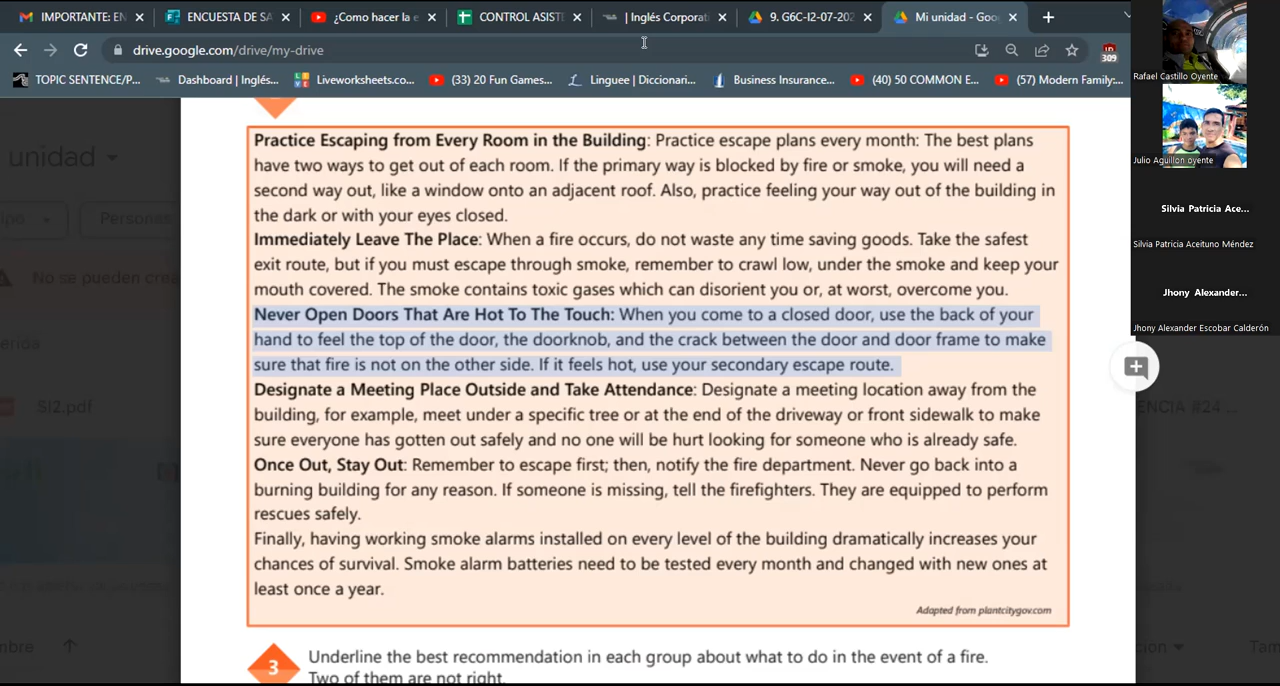 IMPORTANTE: EN
ENCUESTA DE SA
¿Como hacer la e
CONTROL ASIST
| Inglés Corporati
9. G6C-I2-07-202
Mi unidad - Goo
drive.google.com/drive/my-drive
TOPIC SENTENCE/P...
Dashboard | Inglés...
Liveworksheets.co...
(33) 20 Fun Games...
Linguee | Diccionari...
Business Insurance...
(40) 50 COMMON E...
(57) Modern Family:...
309
unidad
Personas
No se pueden crea
SI2.pdf
ENCIA #24 ...
Practice Escaping from Every Room in the Building: Practice escape plans every month: The best plans
have two ways to get out of each room. If the primary way is blocked by fire or smoke, you will need a
second way out, like a window onto an adjacent roof. Also, practice feeling your way out of the building in
the dark or with your eyes closed.
Immediately Leave The Place: When a fire occurs, do not waste any time saving goods. Take the safest
exit route, but if you must escape through smoke, remember to crawl low, under the smoke and keep your
mouth covered. The smoke contains toxic gases which can disorient you or, at worst, overcome you.
Never Open Doors That Are Hot To The Touch: When you come to a closed door, use the back of your
hand to feel the top of the door, the doorknob, and the crack between the door and door frame to make
sure that fire is not on the other side. If it feels hot, use your secondary escape route.
Designate a Meeting Place Outside and Take Attendance: Designate a meeting location away from the
building, for example, meet under a specific tree or at the end of the driveway or front sidewalk to make
sure everyone has gotten out safely and no one will be hurt looking for someone who is already safe.
Once Out, Stay Out: Remember to escape first; then, notify the fire department. Never go back into a
burning building for any reason. If someone is missing, tell the firefighters. They are equipped to perform
rescues safely.
Finally, having working smoke alarms installed on every level of the building dramatically increases your
chances of survival. Smoke alarm batteries need to be tested every month and changed with new ones at
least once a year.
Adapted from plantcitygov.com
3
Underline the best recommendation in each group about what to do in the event of a fire.
Two of them are not right.
Rafael Castillo Oyente
Julio Aguillon oyente
Silvia Patricia Ace...
Silvia Patricia Aceituno Méndez
Jhony Alexander...
Jhony Alexander Escobar Calderón